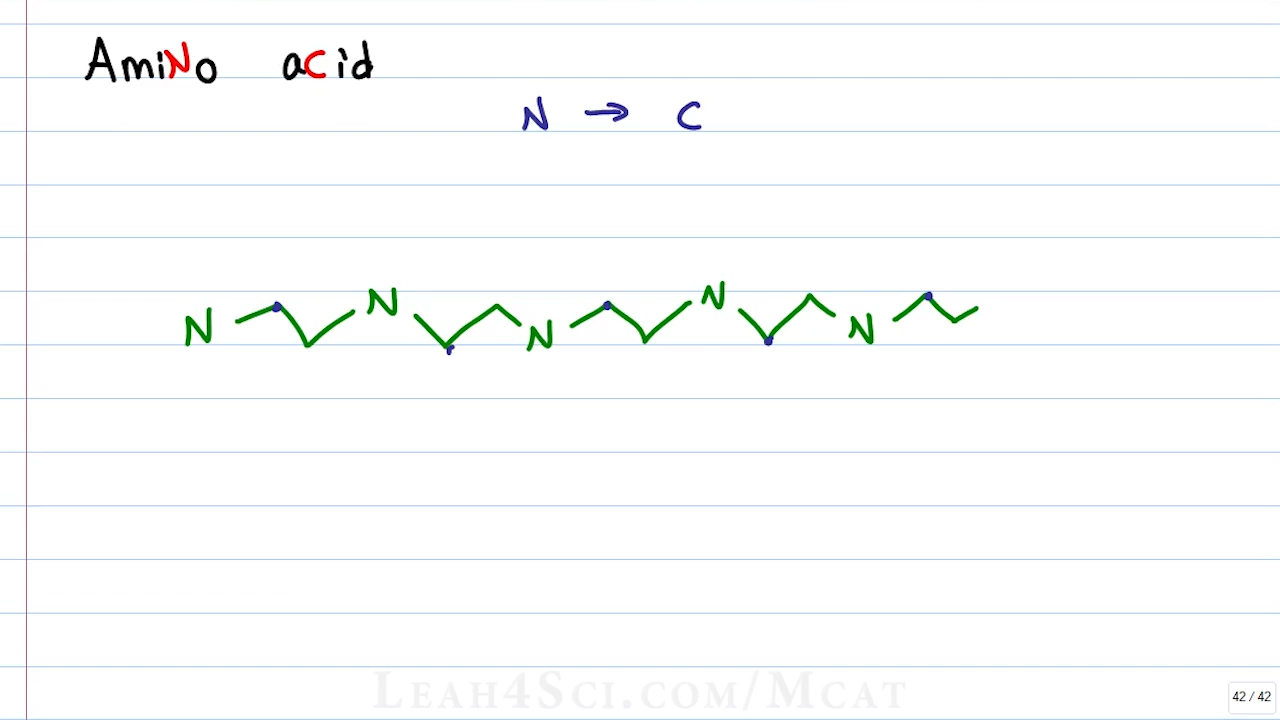 AmiNo acid
N → C
N N N N N
LEAH4SCI.COM/MCAT
42 / 42